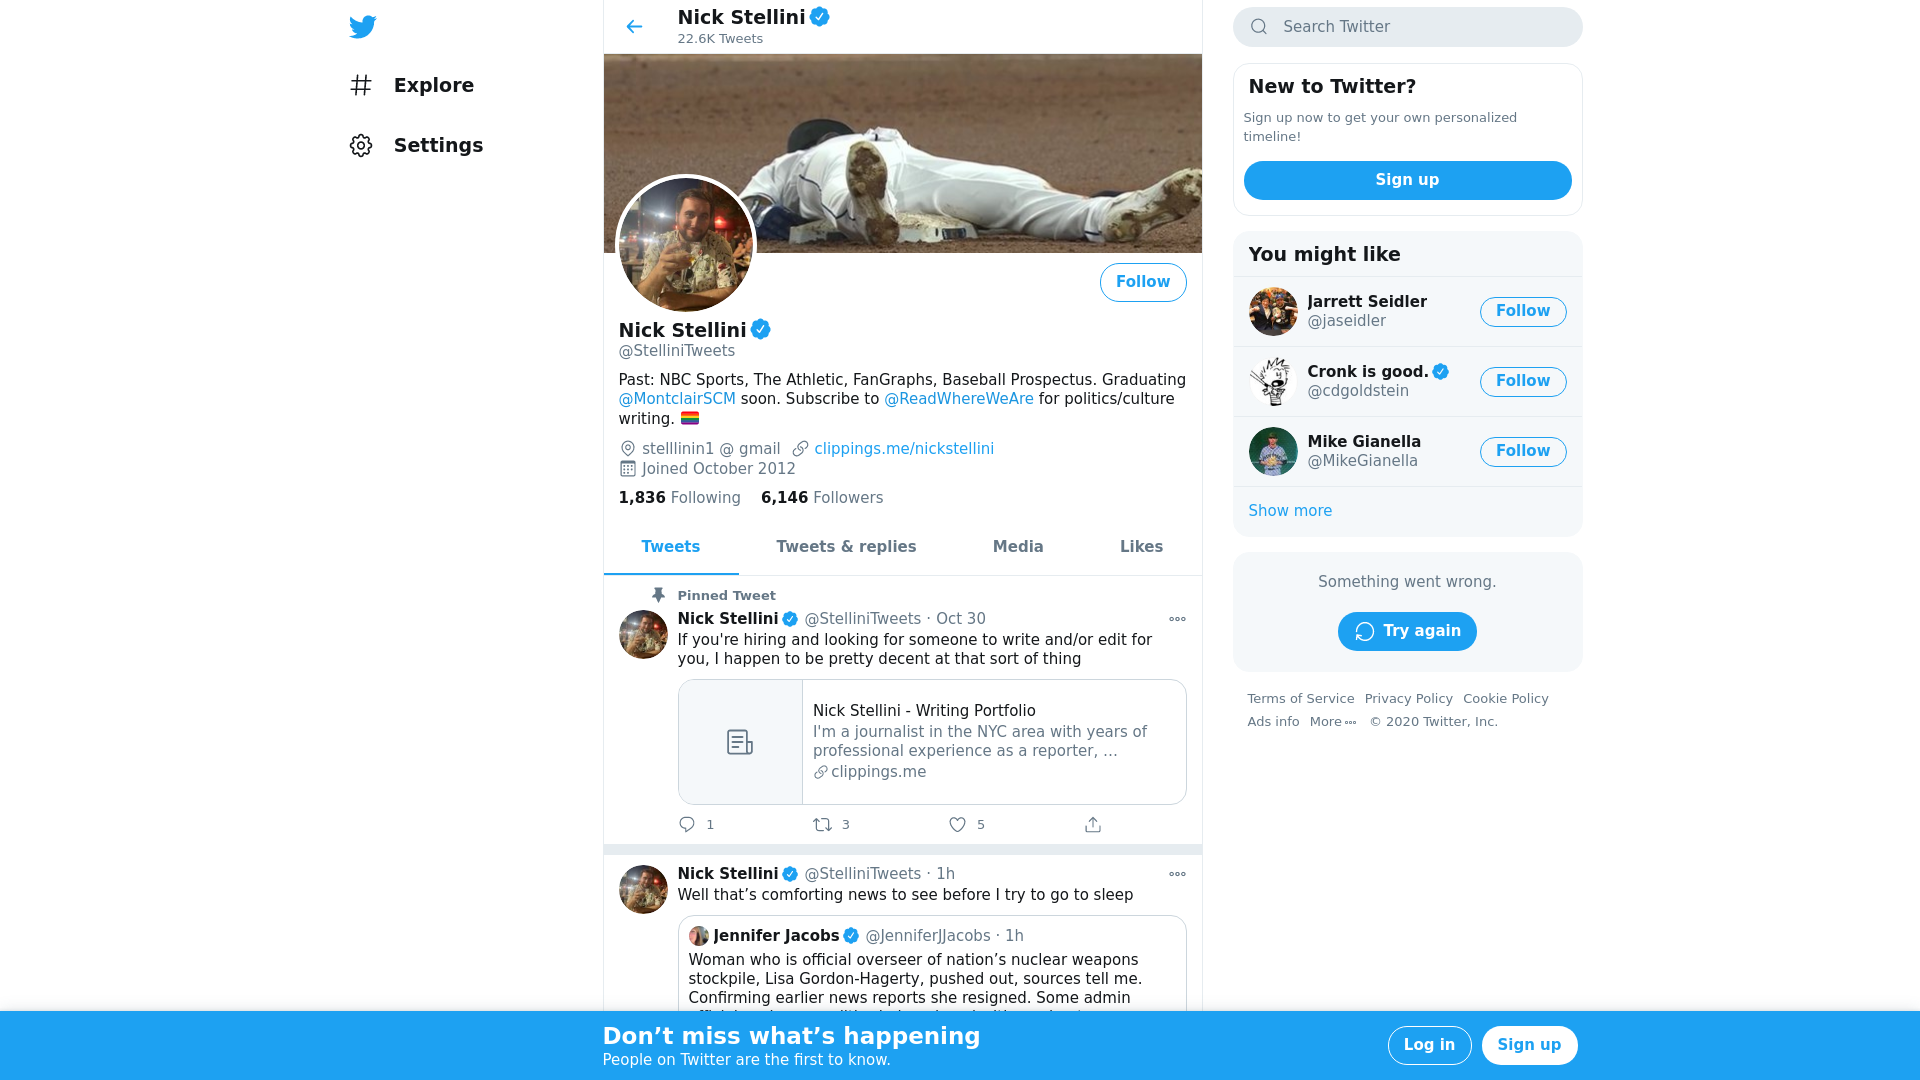 Explore
Settings
Nick Stellini
22.6K Tweets
Follow
Nick Stellini
@StelliniTweets
Past: NBC Sports, The Athletic, FanGraphs, Baseball Prospectus. Graduating
@MontclairSCM soon. Subscribe to @ReadWhereWeAre for politics/culture
writing.
stelllinin1 @ gmail clippings.me/nickstellini
Joined October 2012
1,836 Following 6,146 Followers
Tweets Tweets & replies Media Likes
Pinned Tweet
Nick Stellini @StelliniTweets · Oct 30
If you're hiring and looking for someone to write and/or edit for
you, I happen to be pretty decent at that sort of thing
Nick Stellini - Writing Portfolio
I'm a journalist in the NYC area with years of
professional experience as a reporter, …
clippings.me
1 3 5
Nick Stellini @StelliniTweets · 1h
Well that’s comforting news to see before I try to go to sleep
Jennifer Jacobs @JenniferJJacobs · 1h
Woman who is official overseer of nation’s nuclear weapons
stockpile, Lisa Gordon-Hagerty, pushed out, sources tell me.
Confirming earlier news reports she resigned. Some admin
Search Twitter
New to Twitter?
Sign up now to get your own personalized
timeline!
Sign up
You might like
Jarrett Seidler
@jaseidler
Follow
Cronk is good.
@cdgoldstein
Follow
Mike Gianella
@MikeGianella
Follow
Show more
Something went wrong.
Try again
Terms of Service Privacy Policy Cookie Policy
Ads info More © 2020 Twitter, Inc.
Don’t miss what’s happening
People on Twitter are the first to know.
Log in Sign up